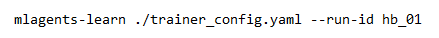 mlagents-learn ./trainer_config.yaml --run-id hb_01